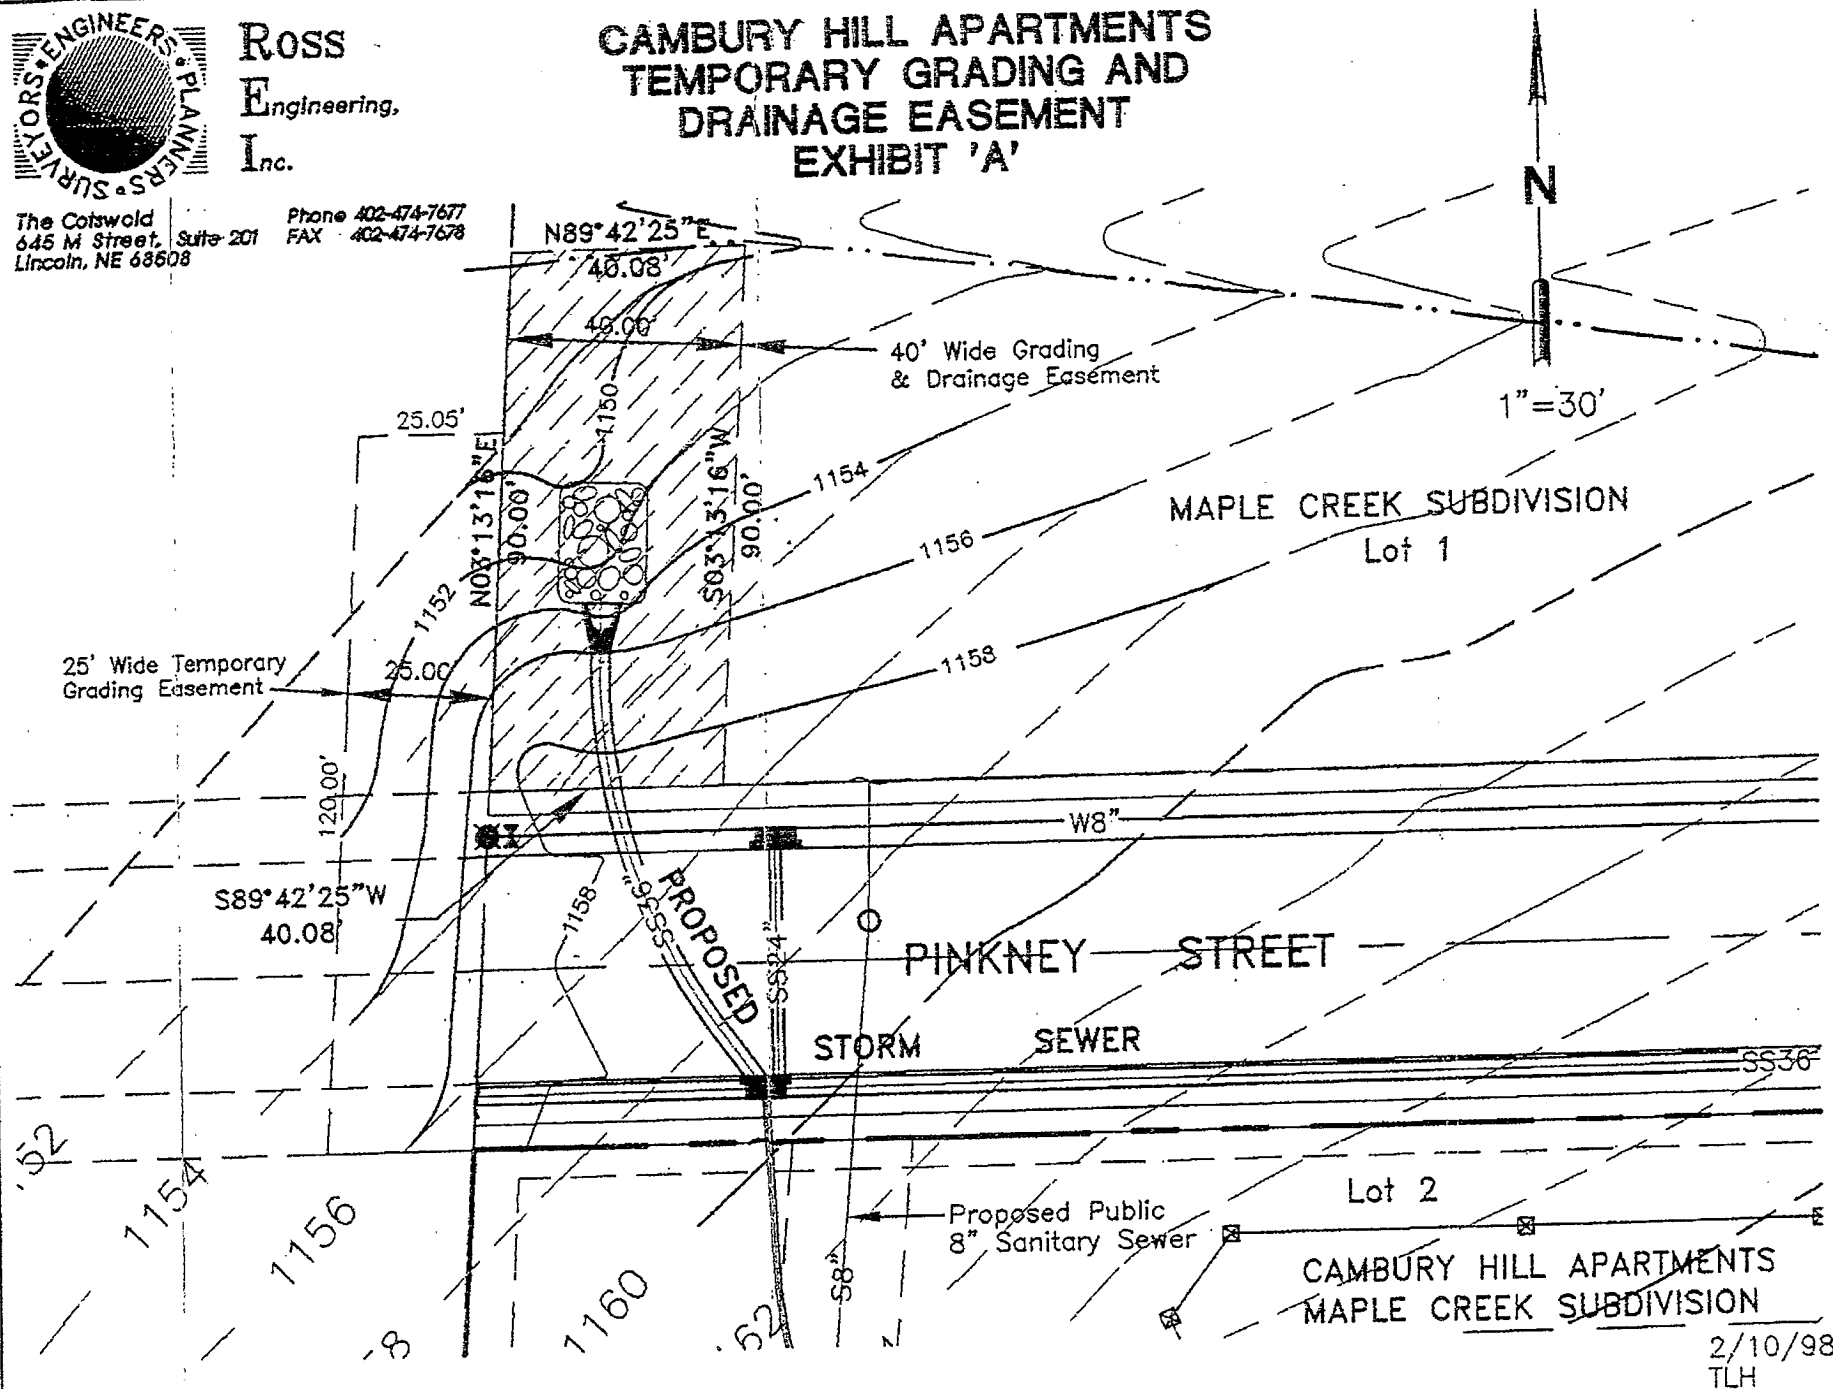 ENGINEERS • PLANNERS • SURVEYORS •
Ross
Engineering,
Inc.
The Cotswold
645 M Street, Suite 201
Lincoln, NE 68508
Phone 402-474-7677
FAX 402-474-7678
CAMBURY HILL APARTMENTS
TEMPORARY GRADING AND
DRAINAGE EASEMENT
EXHIBIT 'A'
N
1"=30'
N89°42'25"E
40.08'
40.00'
40' Wide Grading
& Drainage Easement
25.05'
1150
N03°13'16"E
90.00'
S03°13'16"W
90.00'
1154
1156
1152
1158
MAPLE CREEK SUBDIVISION
Lot 1
25' Wide Temporary
Grading Easement
25.00'
120.00'
W8"
S89°42'25"W
40.08'
1158
SS36"
PROPOSED
SS24"
PINKNEY STREET
STORM SEWER
SS36"
52
1154
1156
8
1160
52
S8"
Proposed Public
8" Sanitary Sewer
Lot 2
CAMBURY HILL APARTMENTS
MAPLE CREEK SUBDIVISION
2/10/98
TLH